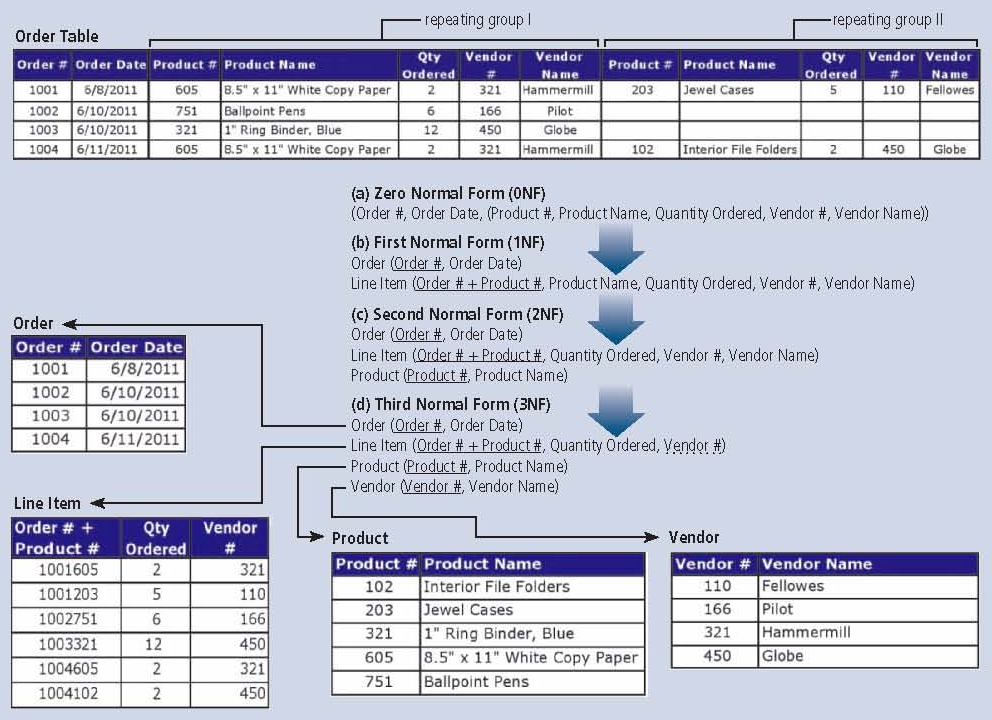 repeating group I
repeating group II
Order Table
Order # Order Date Product # Product Name Qty Ordered Vendor # Vendor Name Product # Product Name Qty Ordered Vendor # Vendor Name
1001 6/8/2011 605 8.5" x 11" White Copy Paper 2 321 Hammermill 203 Jewel Cases 5 110 Fellowes
1002 6/10/2011 751 Ballpoint Pens 6 166 Pilot
1003 6/10/2011 321 1" Ring Binder, Blue 12 450 Globe
1004 6/11/2011 605 8.5" x 11" White Copy Paper 2 321 Hammermill 102 Interior File Folders 2 450 Globe
(a) Zero Normal Form (0NF)
(Order #, Order Date, (Product #, Product Name, Quantity Ordered, Vendor #, Vendor Name))
(b) First Normal Form (1NF)
Order (Order #, Order Date)
Line Item (Order # + Product #, Product Name, Quantity Ordered, Vendor #, Vendor Name)
(c) Second Normal Form (2NF)
Order (Order #, Order Date)
Line Item (Order # + Product #, Quantity Ordered, Vendor #, Vendor Name)
Product (Product #, Product Name)
(d) Third Normal Form (3NF)
Order (Order #, Order Date)
Line Item (Order # + Product #, Quantity Ordered, Vendor #)
Product (Product #, Product Name)
Vendor (Vendor #, Vendor Name)
Order
Order # Order Date
1001 6/8/2011
1002 6/10/2011
1003 6/10/2011
1004 6/11/2011
Line Item
Order # + Product # Qty Ordered Vendor #
1001605 2 321
1001203 5 110
1002751 6 166
1003321 12 450
1004605 2 321
1004102 2 450
Product
Product # Product Name
102 Interior File Folders
203 Jewel Cases
321 1" Ring Binder, Blue
605 8.5" x 11" White Copy Paper
751 Ballpoint Pens
Vendor
Vendor # Vendor Name
110 Fellowes
166 Pilot
321 Hammermill
450 Globe